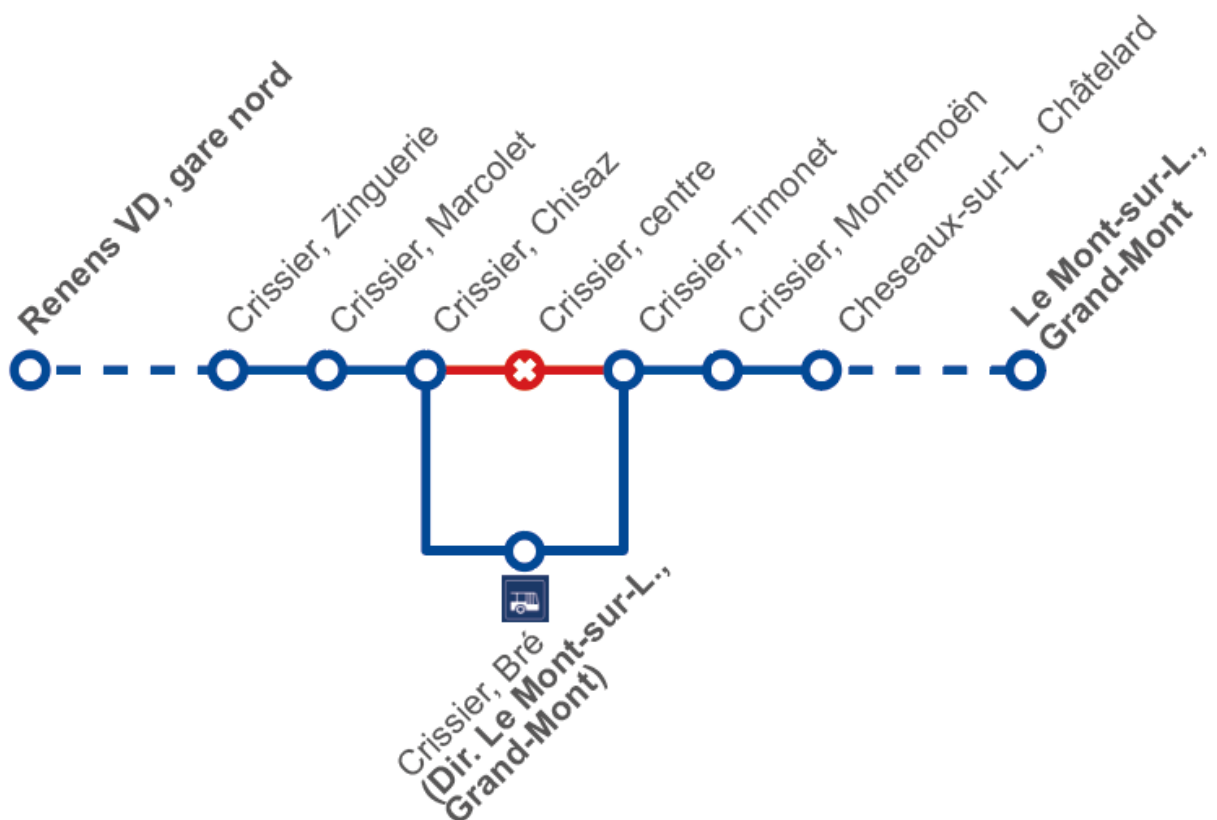 Renens VD, gare nord
Crissier, Zinguerie
Crissier, Marcolet
Crissier, Chisaz
Crissier, centre
Crissier, Timonet
Crissier, Montremoën
Cheseaux-sur-L., Châtelard
Le Mont-sur-L.,
Grand-Mont
Crissier, Bré
(Dir. Le Mont-sur-L.,
Grand-Mont)